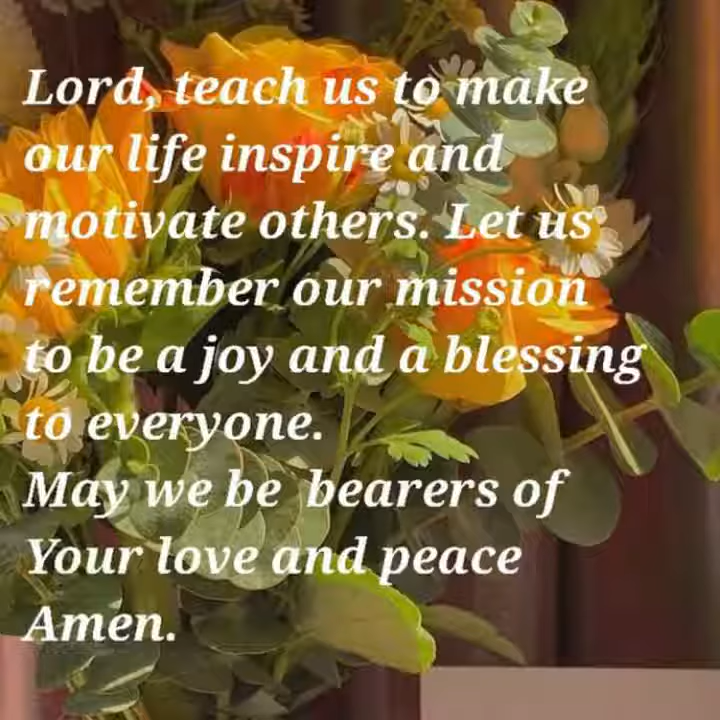 Lord, teach us to make
our life inspire and
motivate others. Let us
remember our mission
to be a joy and a blessing
to everyone.
May we be  bearers of
Your love and peace
Amen.